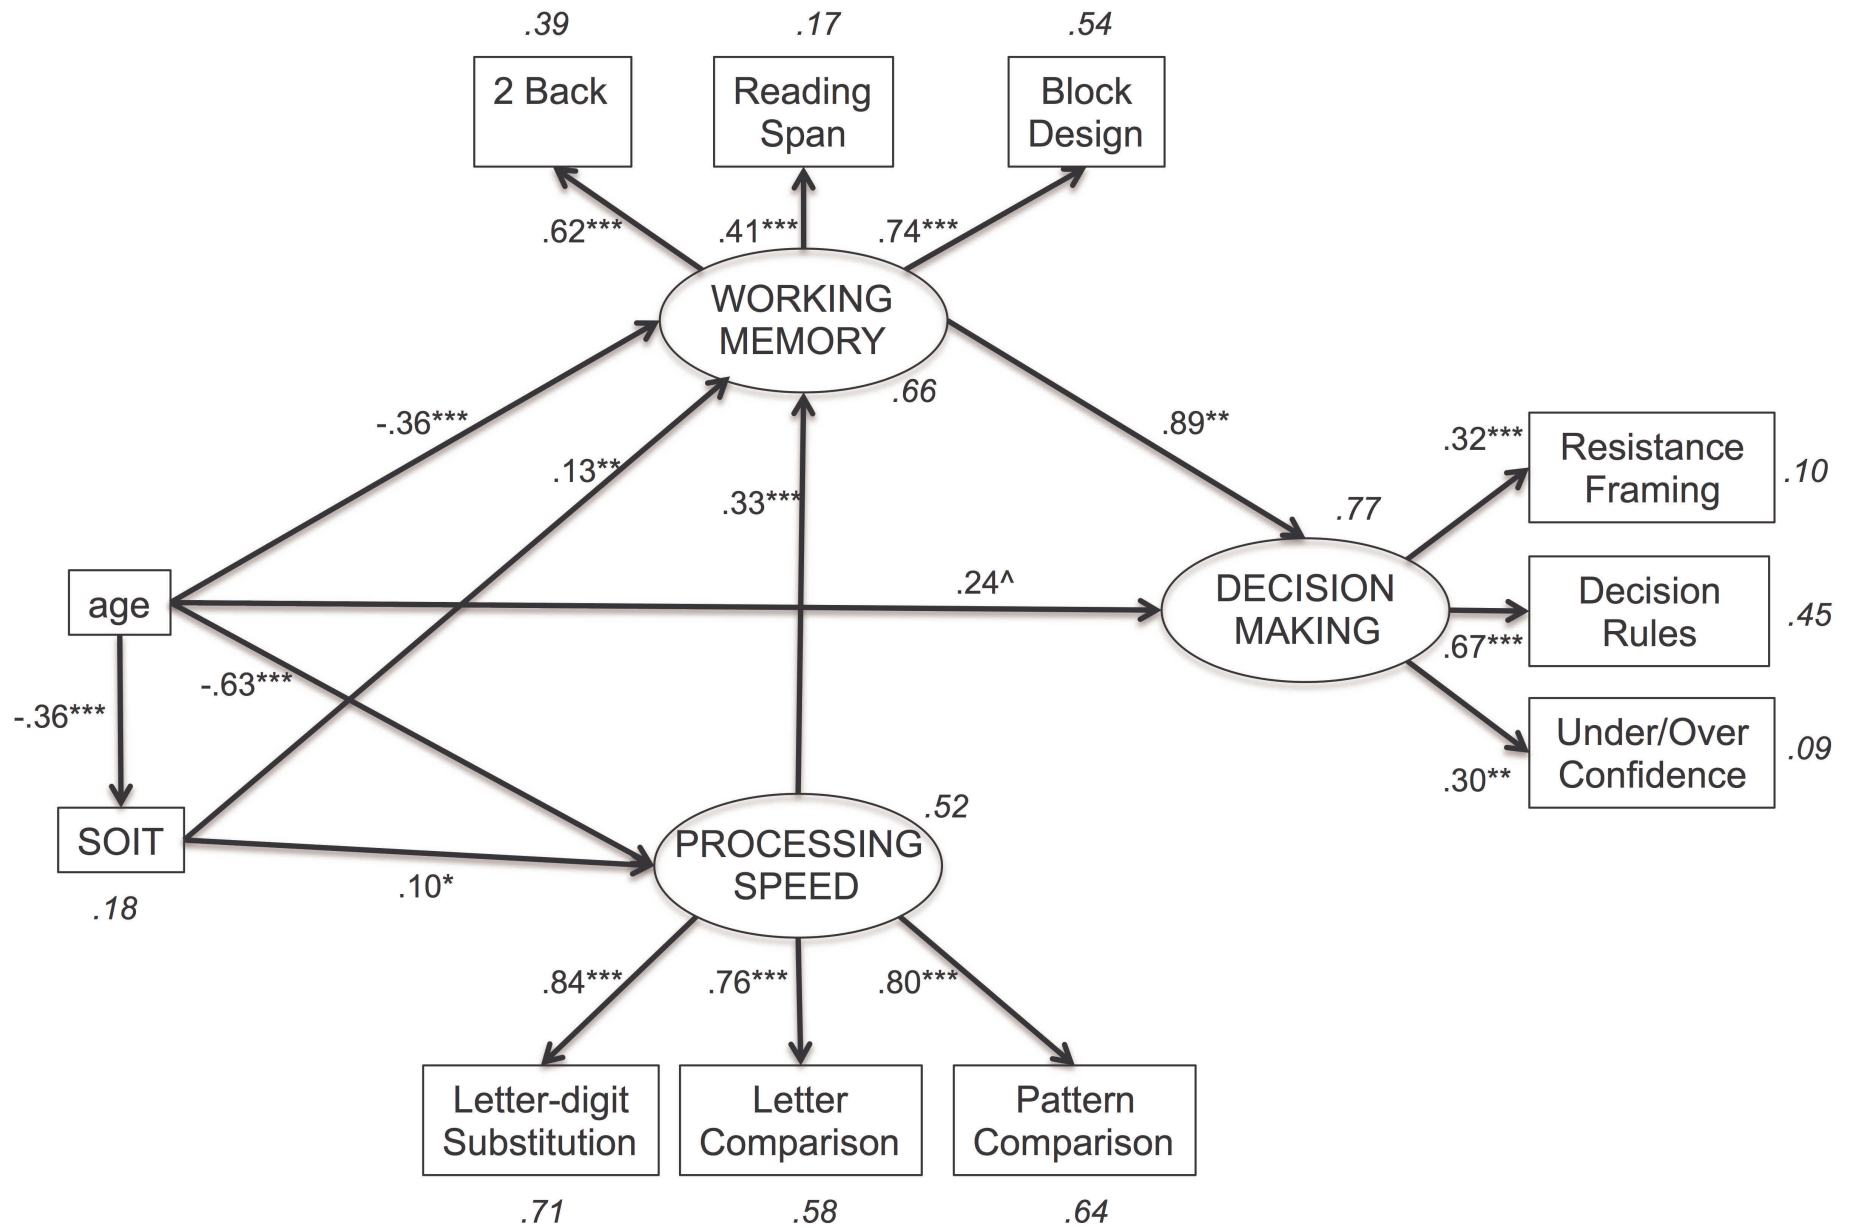 .39
.17
.54
2 Back
Reading
Span
Block
Design
.62***
.41***
.74***
WORKING
MEMORY
.66
-.36***
.13**
.33***
.89**
.32***
Resistance
Framing
.10
.77
age
.24^
DECISION
MAKING
Decision
Rules
.45
.67***
-.63***
-.36***
Under/Over
Confidence
.09
.30**
SOIT
.18
.10*
.52
PROCESSING
SPEED
.84***
.76***
.80***
Letter-digit
Substitution
Letter
Comparison
Pattern
Comparison
.71
.58
.64